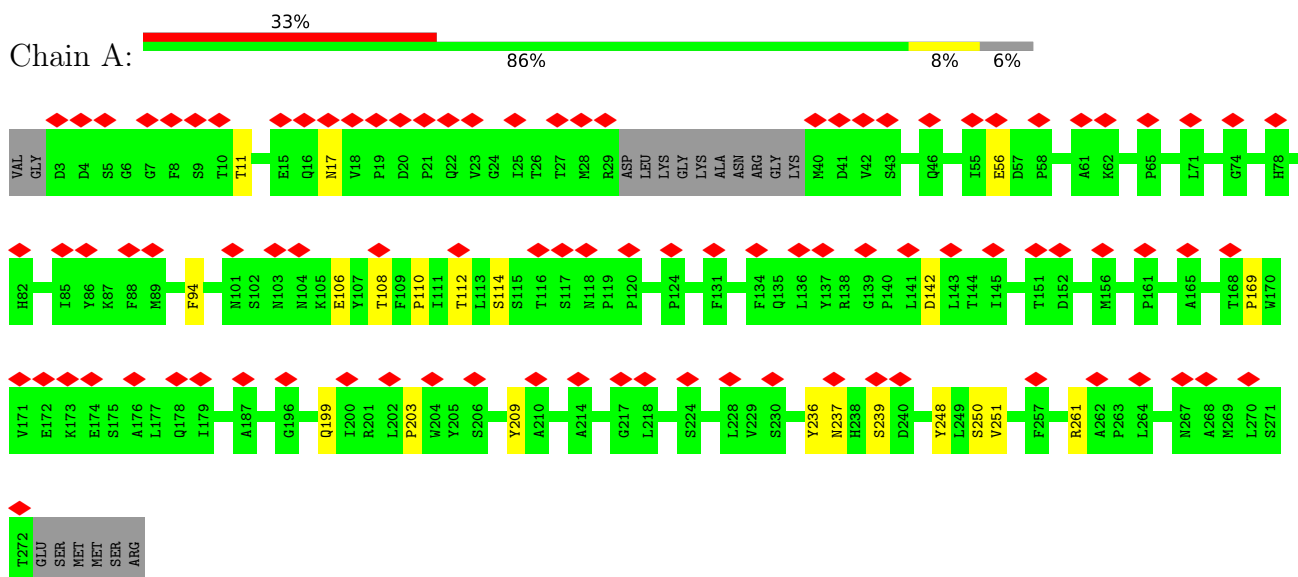 33%
Chain A:
86% 8% 6%
VAL GLY D3 D4 S5 G6 G7 F8 S9 T10 T11 E15 Q16 N17 V18 P19 D20 P21 Q22 V23 G24 I25 T26 T27 M28 R29 ASP LEU LYS GLY LYS ALA ASN ARG GLY LYS M40 D41 V42 S43 Q46 I55 E56 D57 P58 A61 K62 P65 L71 G74 H78
H82 I85 Y86 K87 F88 M89 F94 N101 S102 N103 N104 K105 E106 Y107 T108 F109 P110 I111 T112 L113 S114 S115 T116 S117 N118 P119 P120 P124 F131 F134 Q135 L136 Y137 R138 G139 P140 L141 D142 L143 T144 I145 T151 D152 M156 P161 A165 T168 P169 W170
V171 E172 K173 E174 S175 A176 L177 Q178 I179 A187 G196 Q199 I200 R201 L202 P203 W204 Y205 S206 Y209 A210 A214 G217 L218 S224 L228 V229 S230 Y236 N237 H238 S239 D240 Y248 L249 S250 V251 F257 R261 A262 P263 L264 N267 A268 M269 L270 S271
T272 GLU SER MET MET SER ARG